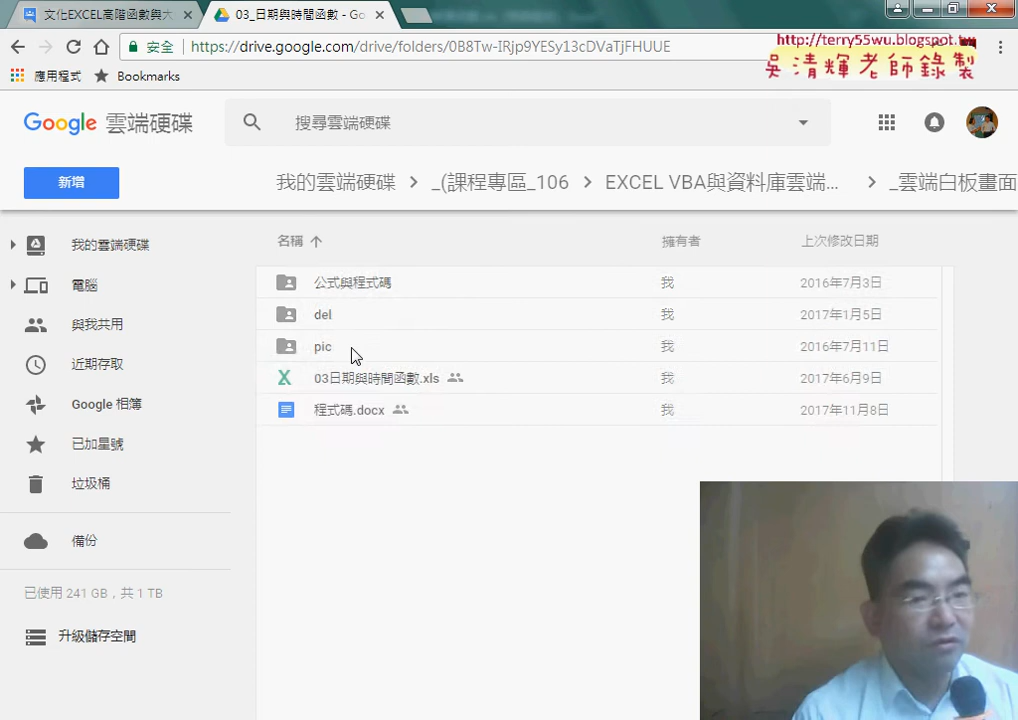 文化EXCEL高階函數與大
03_日期與時間函數 - Go
安全
https://drive.google.com/drive/folders/0B8Tw-IRjp9YESy13cDVaTjFHUUE
http://terry55wu.blogspot.tw
吳清輝老師錄製
應用程式
Bookmarks
Google 雲端硬碟
搜尋雲端硬碟
新增
我的雲端硬碟 > _(課程專區_106 > EXCEL VBA與資料庫雲端... > _雲端白板畫面
名稱 擁有者 上次修改日期
我的雲端硬碟
電腦
與我共用
近期存取
Google 相簿
已加星號
垃圾桶
備份
已使用 241 GB，共 1 TB
升級儲存空間
公式與程式碼 我 2016年7月3日
del 我 2017年1月5日
pic 我 2016年7月11日
03日期與時間函數.xls 我 2017年6月9日
程式碼.docx 我 2017年11月8日